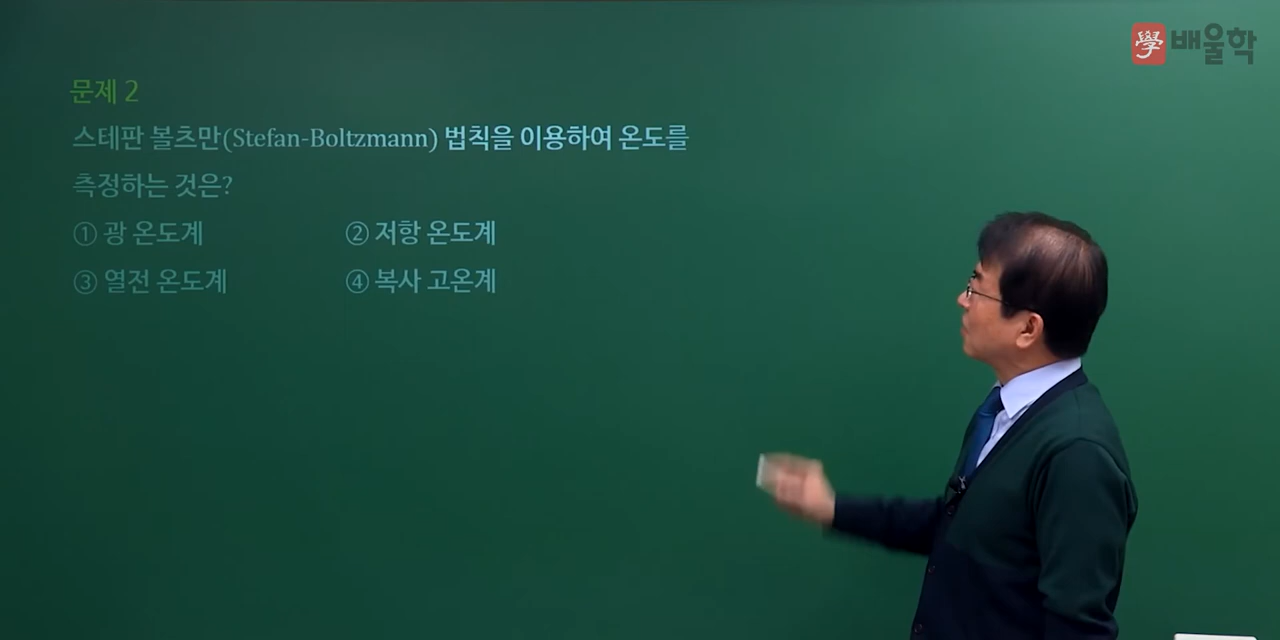 學 배울학
문제 2
스테판 볼츠만(Stefan-Boltzmann) 법칙을 이용하여 온도를
측정하는 것은?
① 광 온도계 ② 저항 온도계
③ 열전 온도계 ④ 복사 고온계